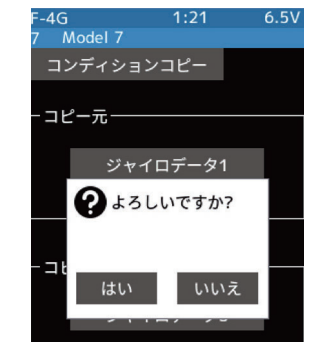 F-4G 1:21 6.5V
7 Model 7
コンディションコピー
コピー元
ジャイロデータ1
よろしいですか?
コピ
はい いいえ